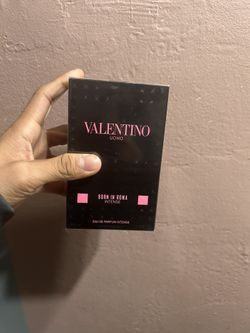 VALENTINO
UOMO
BORN IN ROMA
INTENSE
EAU DE PARFUM INTENSE